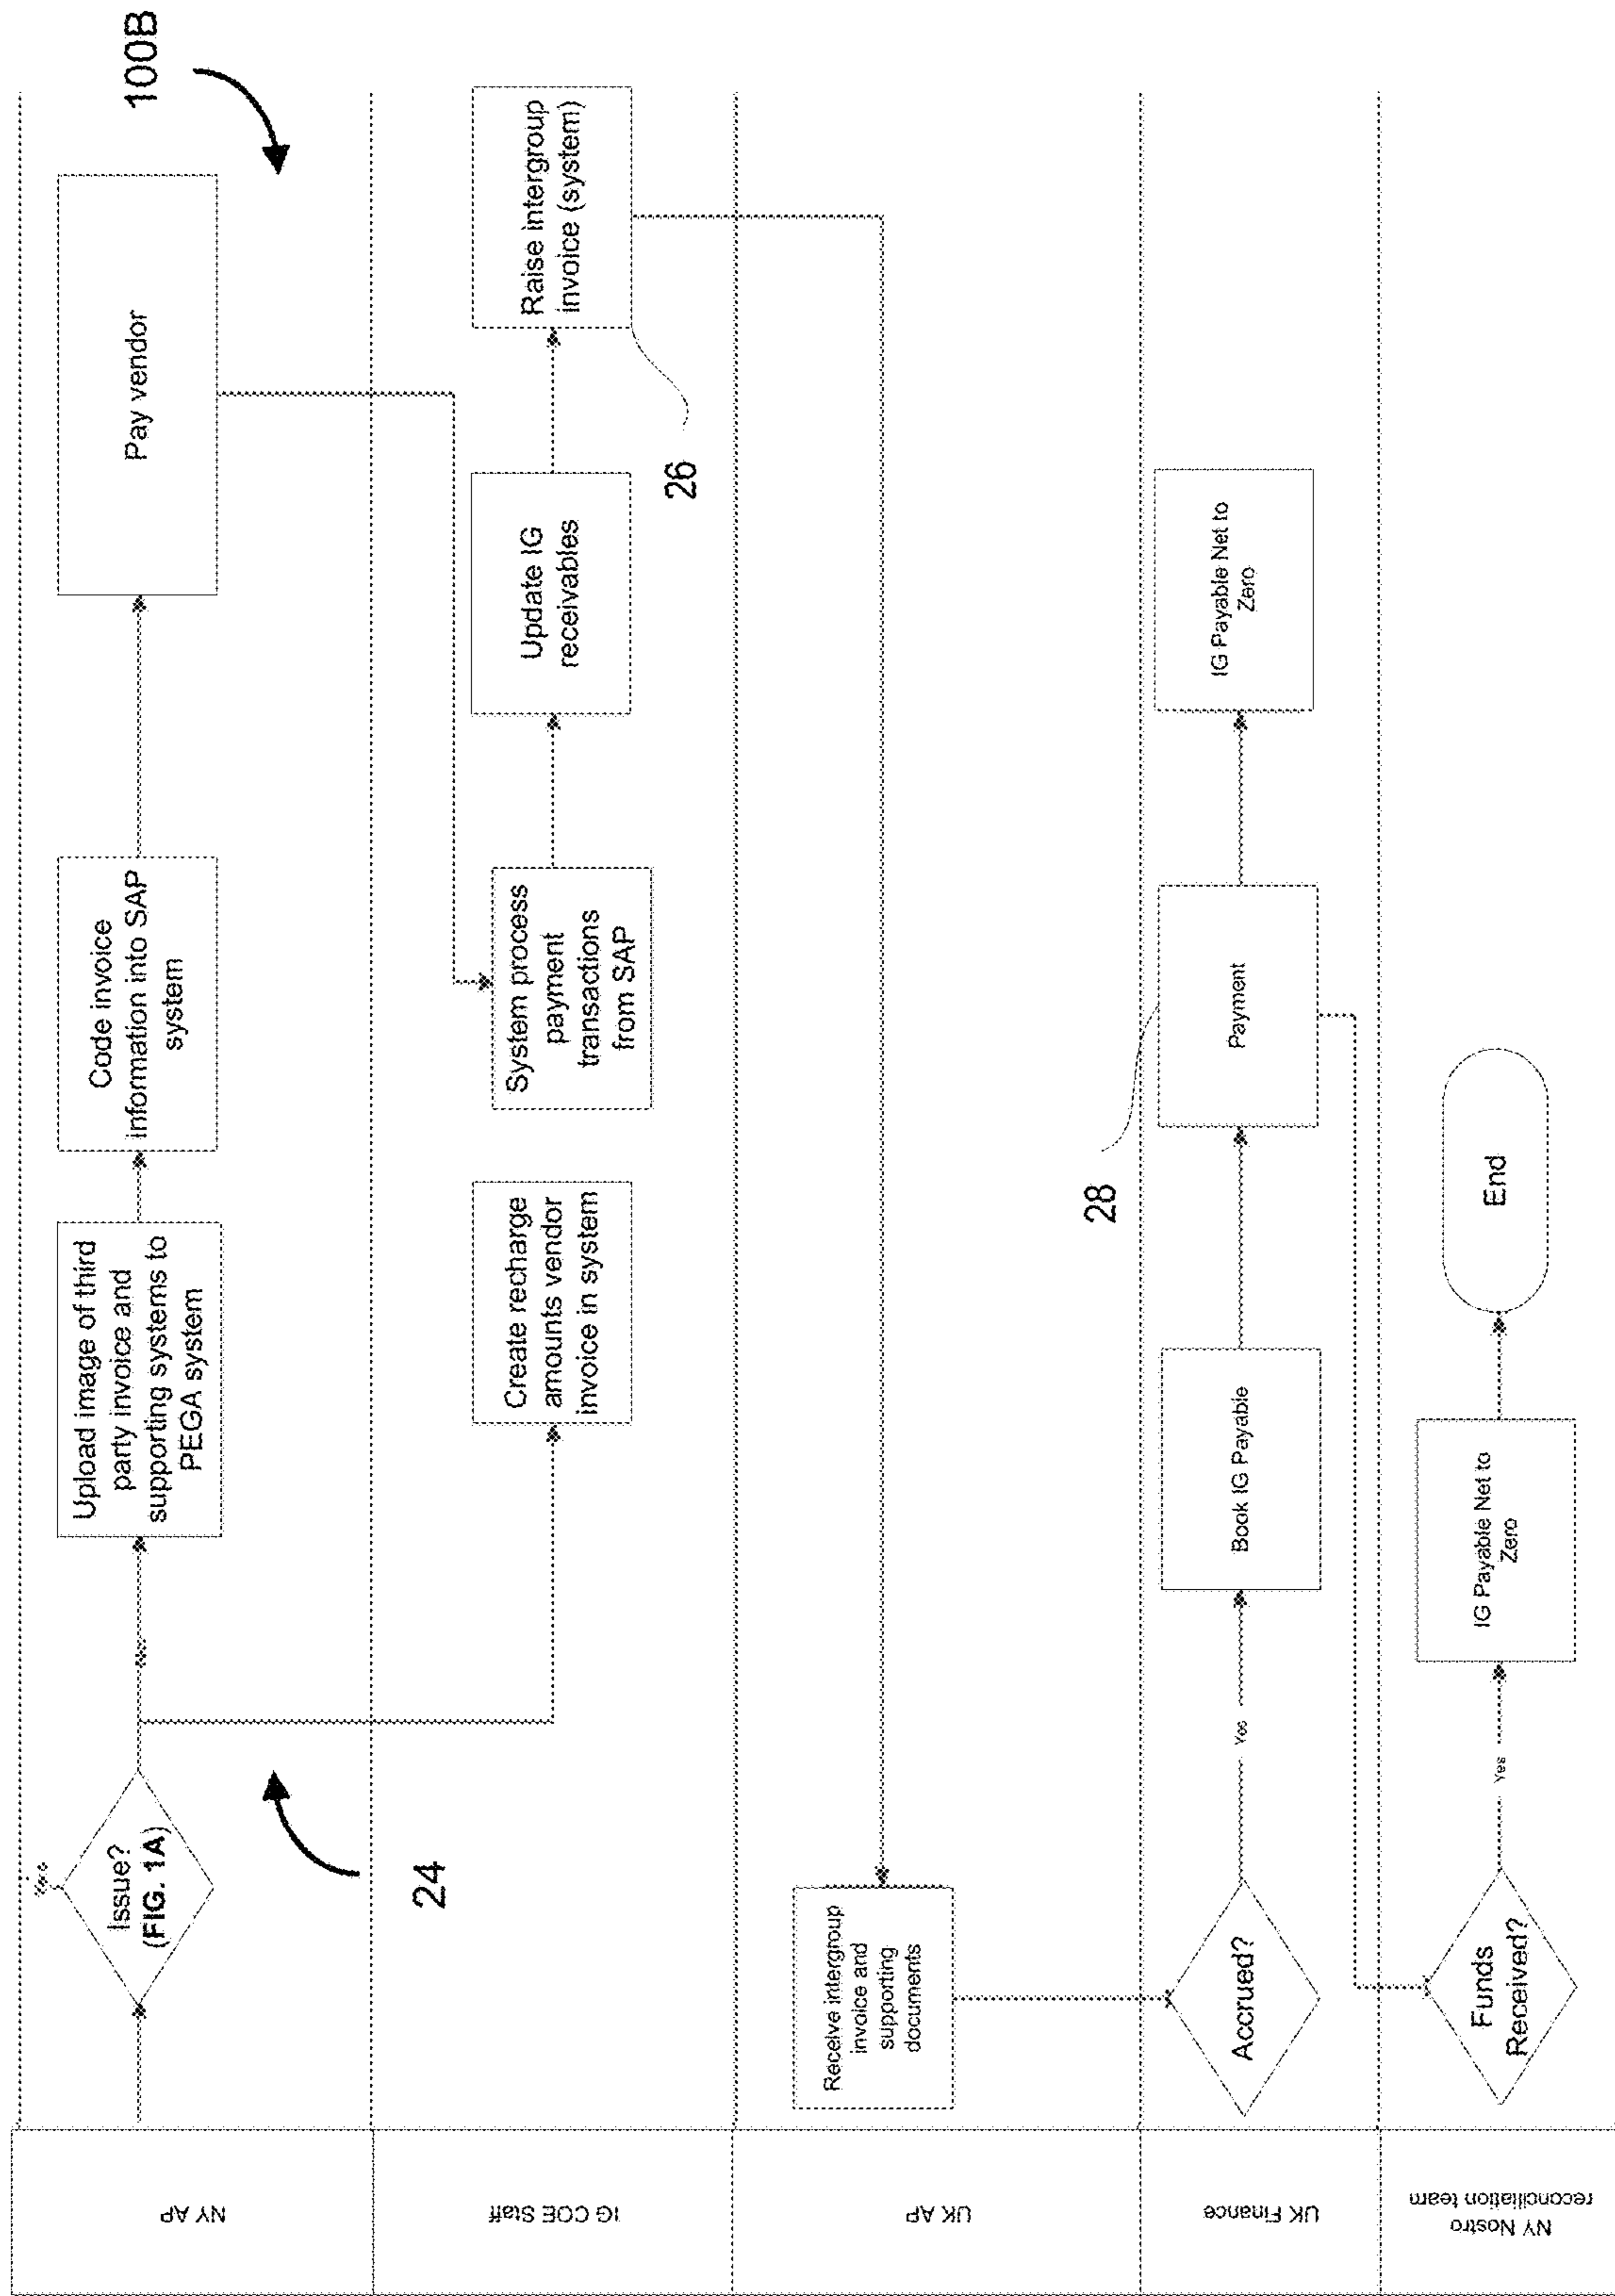 100B
NY AP
Yes
Issue?
(FIG. 1A)
Upload image of third
party invoice and
supporting systems to
PEGA system
Code invoice
information into SAP
system
Pay vendor
24
IG COE Staff
Create recharge
amounts vendor
invoice in system
System process
payment
transactions
from SAP
Update IG
receivables
Raise intergroup
invoice (system)
26
UK AP
Receive intergroup
invoice and
supporting
documents
UK Finance
Accrued?
Yes
Book IG Payable
28
Payment
IG Payable Net to
Zero
NY Nostro
reconciliation team
Funds
Received?
Yes
IG Payable Net to
Zero
End